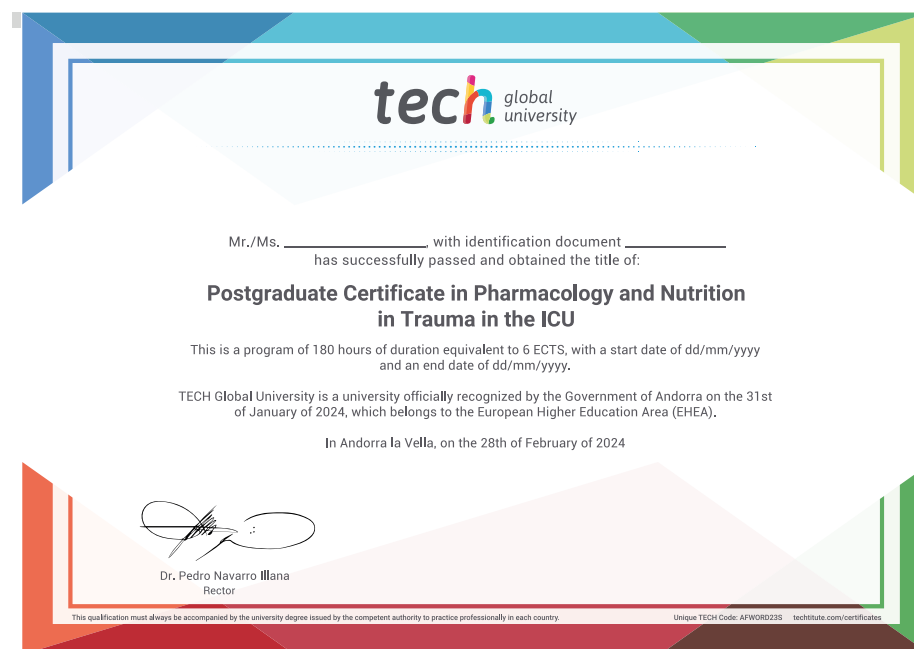 tech global
university
Mr./Ms. ____________, with identification document ____________
has successfully passed and obtained the title of:
Postgraduate Certificate in Pharmacology and Nutrition
in Trauma in the ICU
This is a program of 180 hours of duration equivalent to 6 ECTS, with a start date of dd/mm/yyyy
and an end date of dd/mm/yyyy.
TECH Global University is a university officially recognized by the Government of Andorra on the 31st
of January of 2024, which belongs to the European Higher Education Area (EHEA).
In Andorra la Vella, on the 28th of February of 2024
Dr. Pedro Navarro Illana
Rector
This qualification must always be accompanied by the university degree issued by the competent authority to practice professionally in each country.
Unique TECH Code: AFWORD23S techtitute.com/certificates